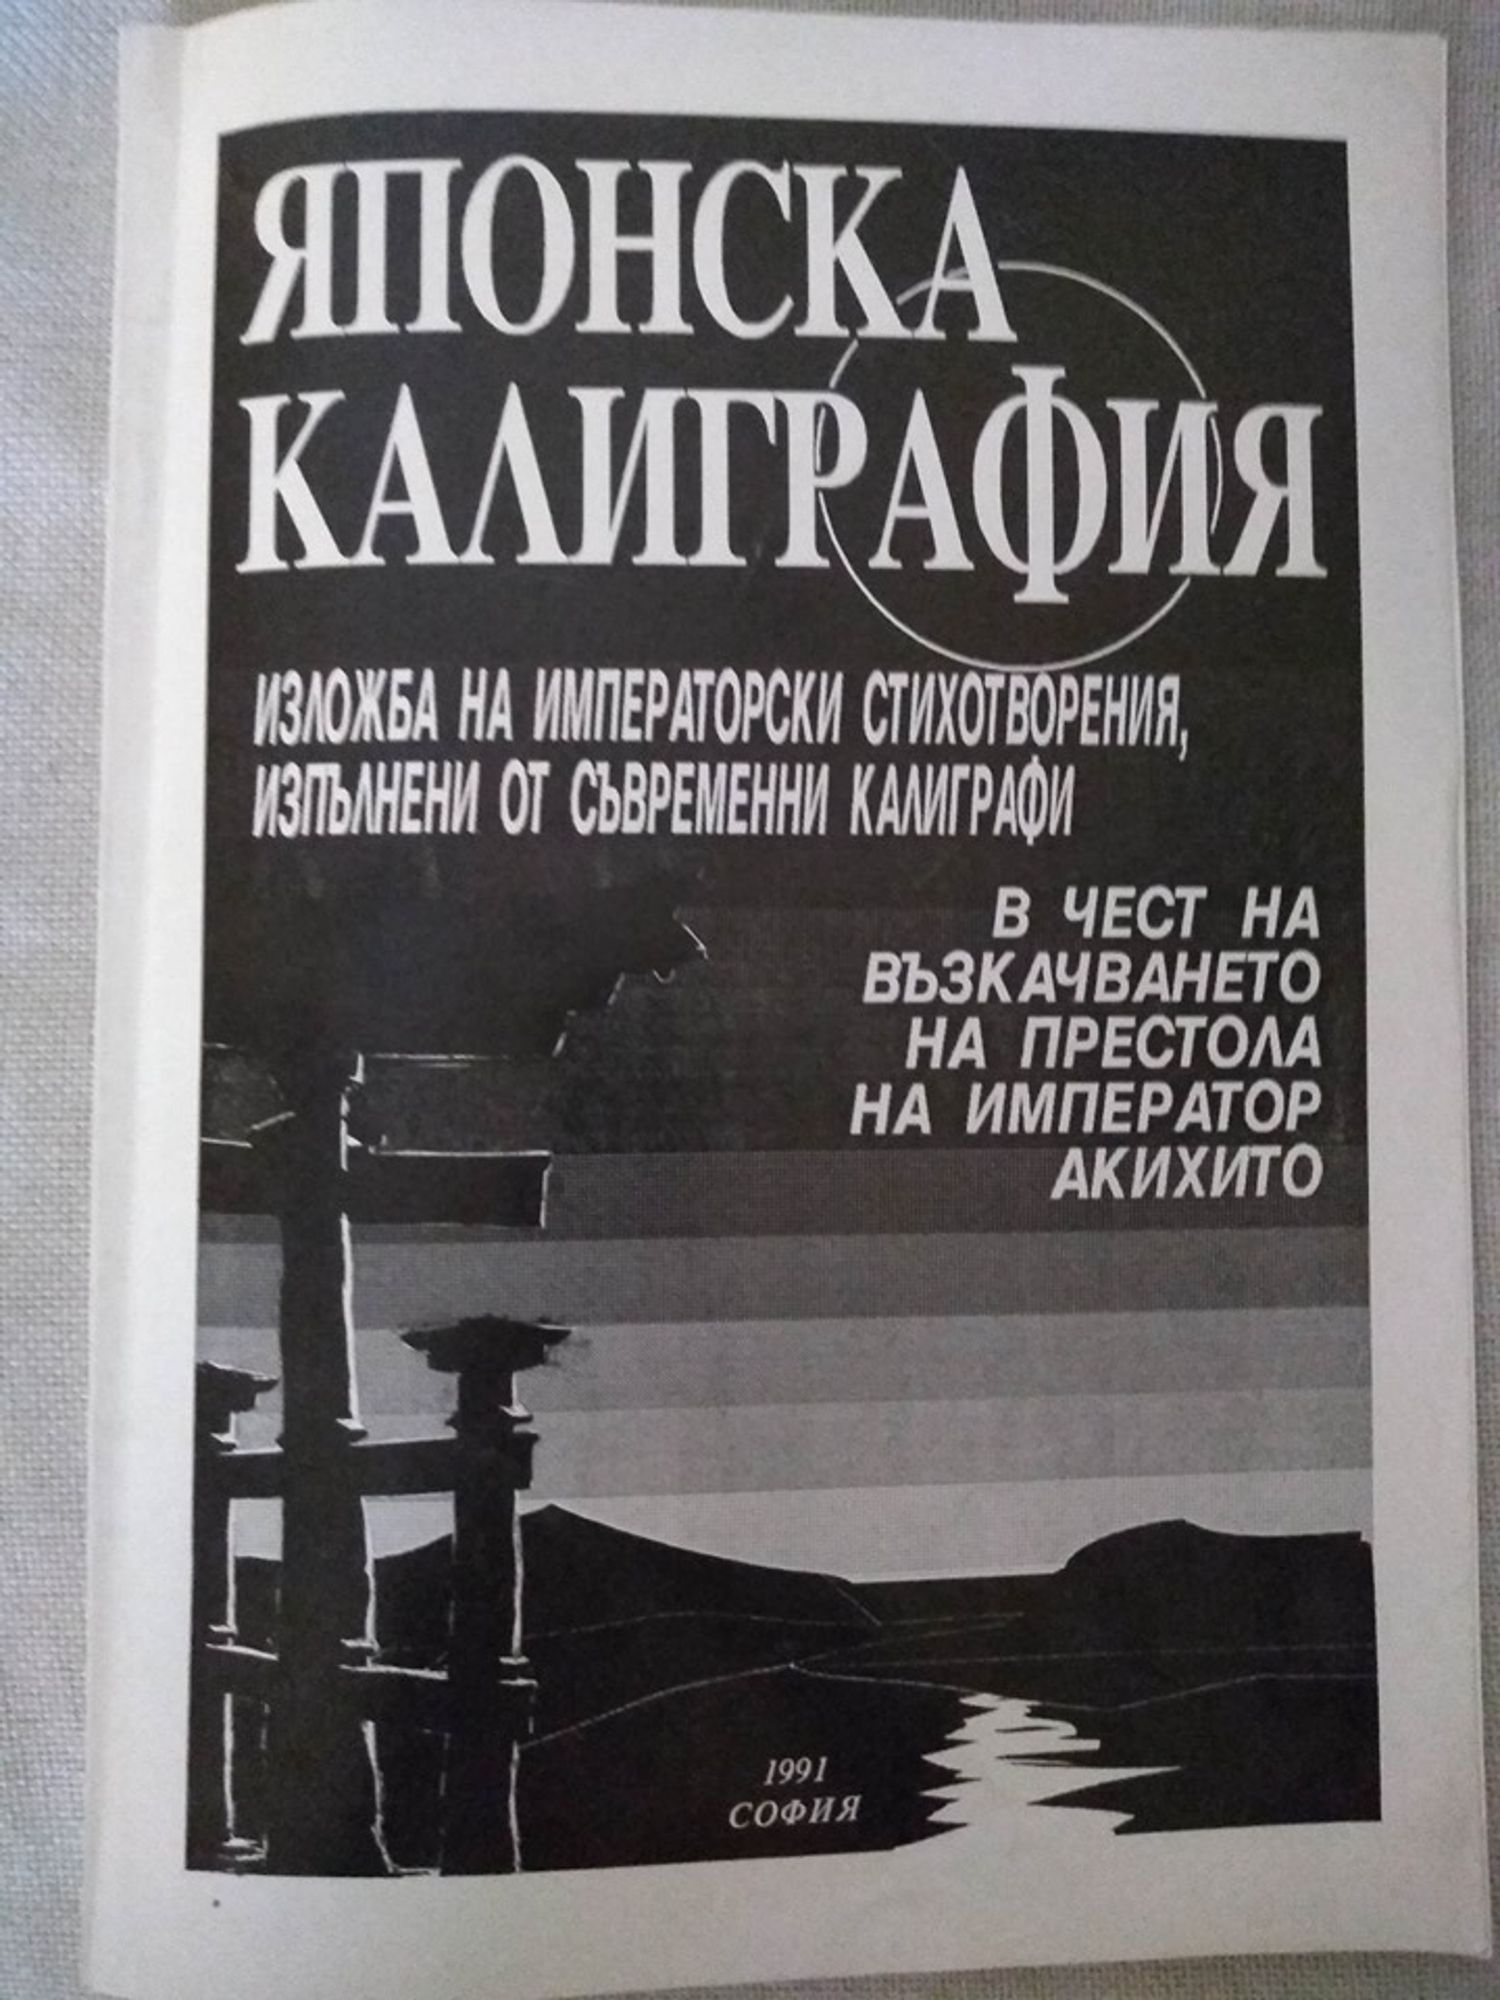 ЯПОНСКА
КАЛИГРАФИЯ
ИЗЛОЖБА НА ИМПЕРАТОРСКИ СТИХОТВОРЕНИЯ,
ИЗПЪЛНЕНИ ОТ СЪВРЕМЕННИ КАЛИГРАФИ
В ЧЕСТ НА
ВЪЗКАЧВАНЕТО
НА ПРЕСТОЛА
НА ИМПЕРАТОР
АКИХИТО
1991
СОФИЯ